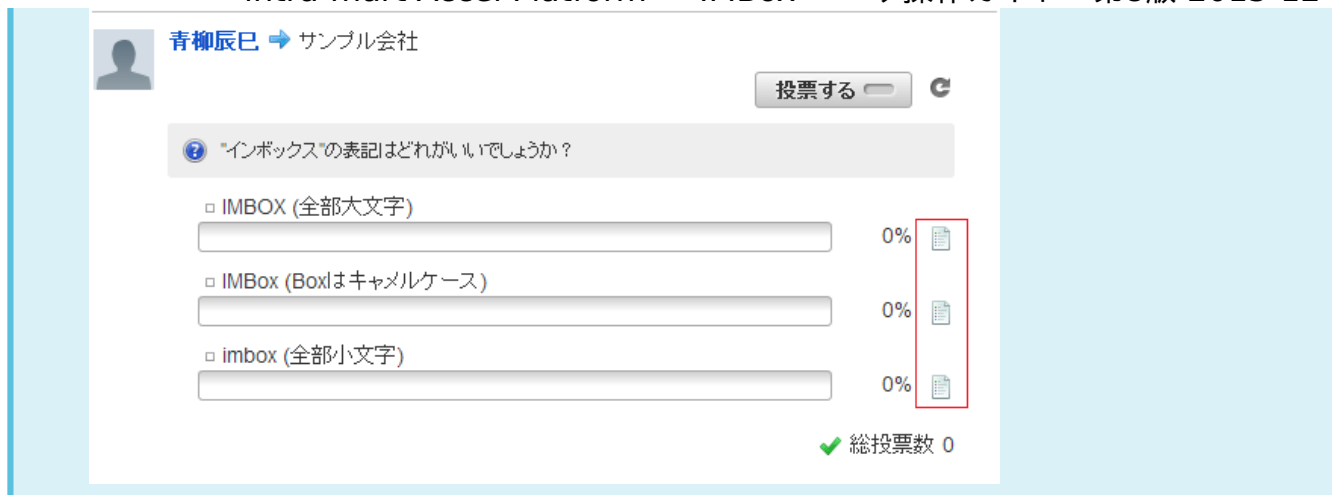 青柳辰巳 サンプル会社
投票する
"インボックス"の表記はどれがいいでしょうか？
IMBOX (全部大文字)
0%
IMBox (Boxはキャメルケース)
0%
imbox (全部小文字)
0%
総投票数 0